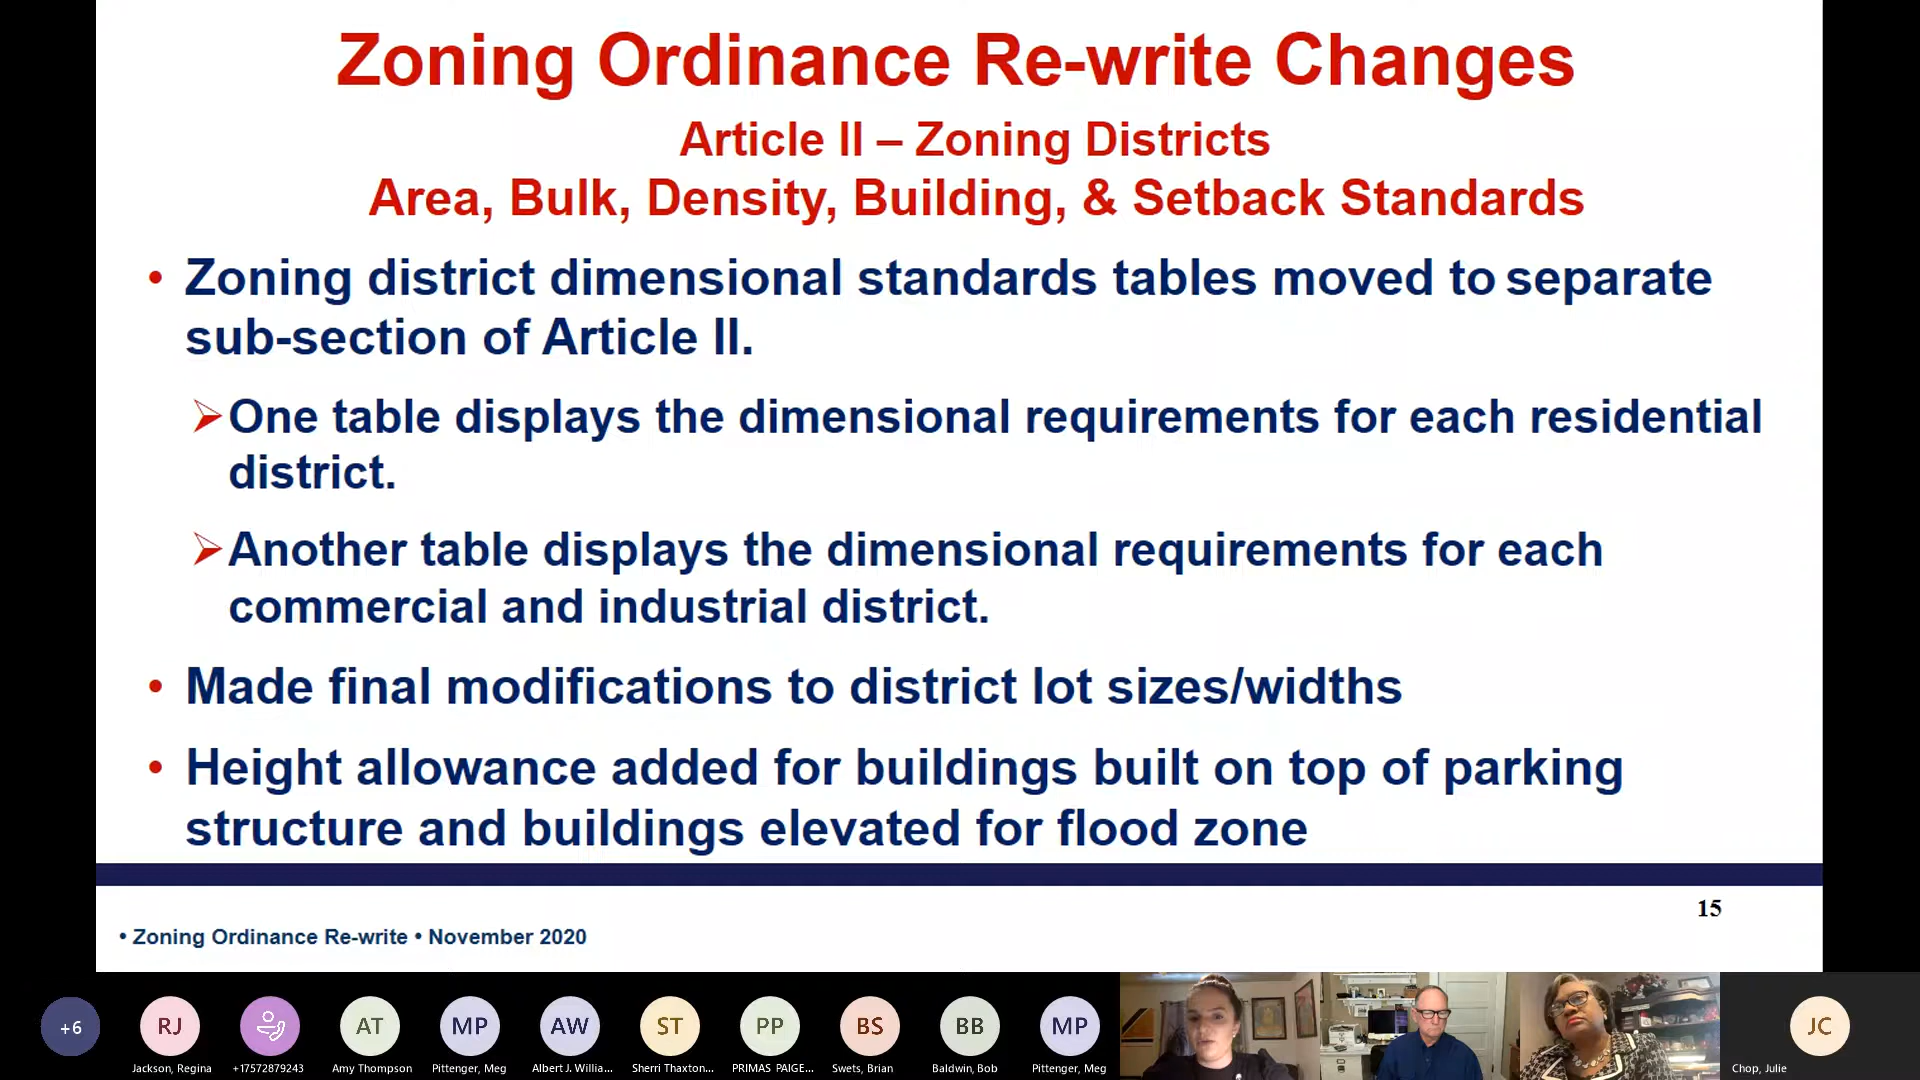 Zoning Ordinance Re-write Changes
Article II – Zoning Districts
Area, Bulk, Density, Building, & Setback Standards
• Zoning district dimensional standards tables moved to separate
sub-section of Article II.
➢One table displays the dimensional requirements for each residential
district.
➢Another table displays the dimensional requirements for each
commercial and industrial district.
• Made final modifications to district lot sizes/widths
• Height allowance added for buildings built on top of parking
structure and buildings elevated for flood zone
15
• Zoning Ordinance Re-write • November 2020
+6
RJ
AT
MP
AW
ST
PP
BS
BB
MP
JC
Jackson, Regina
+17572879243
Amy Thompson
Pittenger, Meg
Albert J. Willia...
Sherri Thaxton...
PRIMAS PAIGE...
Swets, Brian
Baldwin, Bob
Pittenger, Meg
Chop, Julie